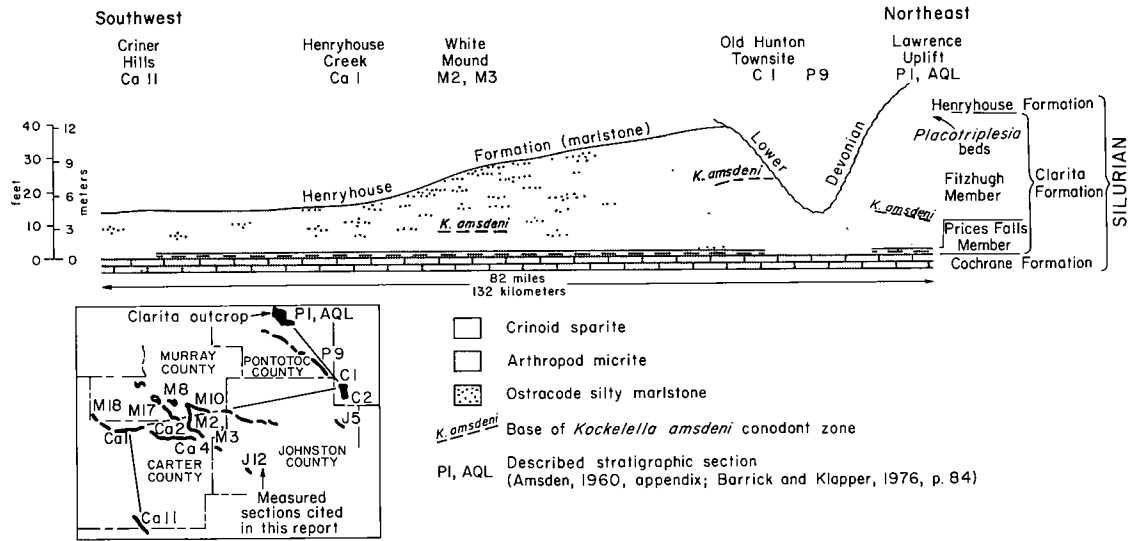 Southwest
Northeast
Criner
Hills
Ca 11
Henryhouse
Creek
Ca 1
White
Mound
M2, M3
Old Hunton
Townsite
C1 P9
Lawrence
Uplift
P1, AQL
40
30
20
10
0
feet
12
9
6
3
0
meters
Henryhouse Formation (marlstone)
Lower Devonian
K. amsdeni
K. amsdeni
K. amsdeni
Henryhouse Formation
Placotriplesia
beds
Fitzhugh
Member
Prices Falls
Member
Clarita
Formation
Cochrane Formation
SILURIAN
82 miles
132 kilometers
Clarita outcrop
P1, AQL
MURRAY
COUNTY
PONTOTOC
COUNTY
P9
C1
C2
M8
M10
M18
M17
M2,
M3
J5
Ca1
Ca2
Ca4
CARTER
COUNTY
JOHNSTON
COUNTY
J12
Measured
sections cited
in this report
Ca11
Crinoid sparite
Arthropod micrite
Ostracode silty marlstone
K. amsdeni Base of Kockelella amsdeni conodont zone
P1, AQL Described stratigraphic section
(Amsden, 1960, appendix; Barrick and Klapper, 1976, p. 84)